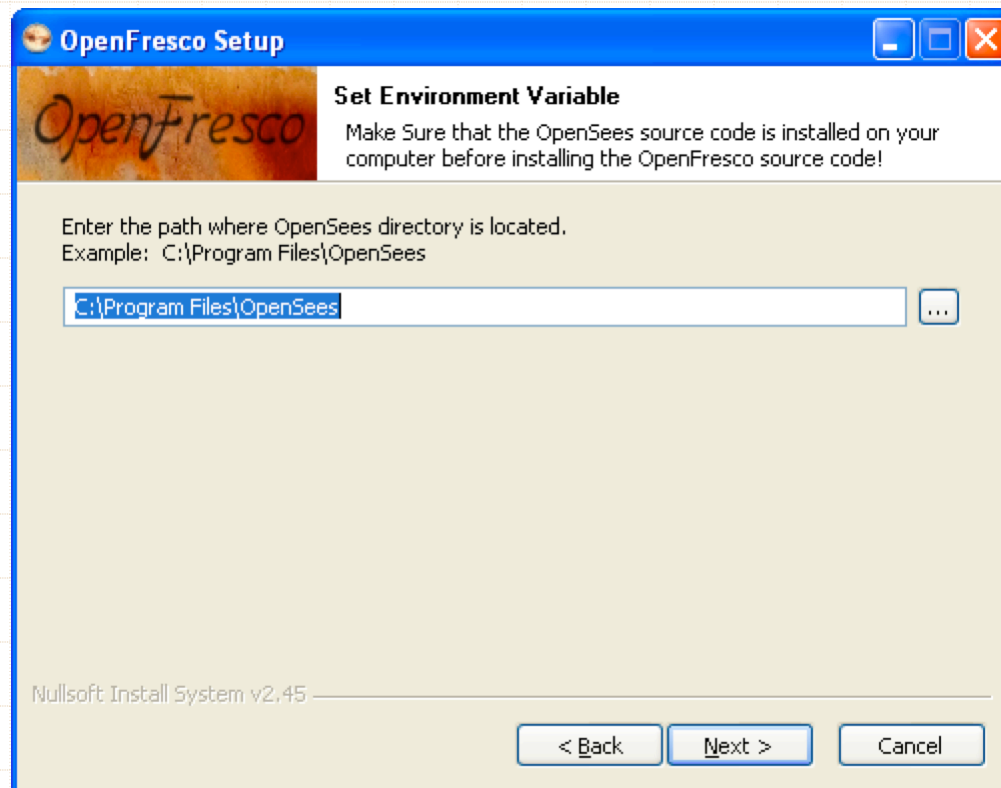 OpenFresco Setup
OpenFresco
Set Environment Variable
Make Sure that the OpenSees source code is installed on your
computer before installing the OpenFresco source code!
Enter the path where OpenSees directory is located.
Example:  C:\Program Files\OpenSees
C:\Program Files\OpenSees
...
Nullsoft Install System v2.45
< Back
Next >
Cancel